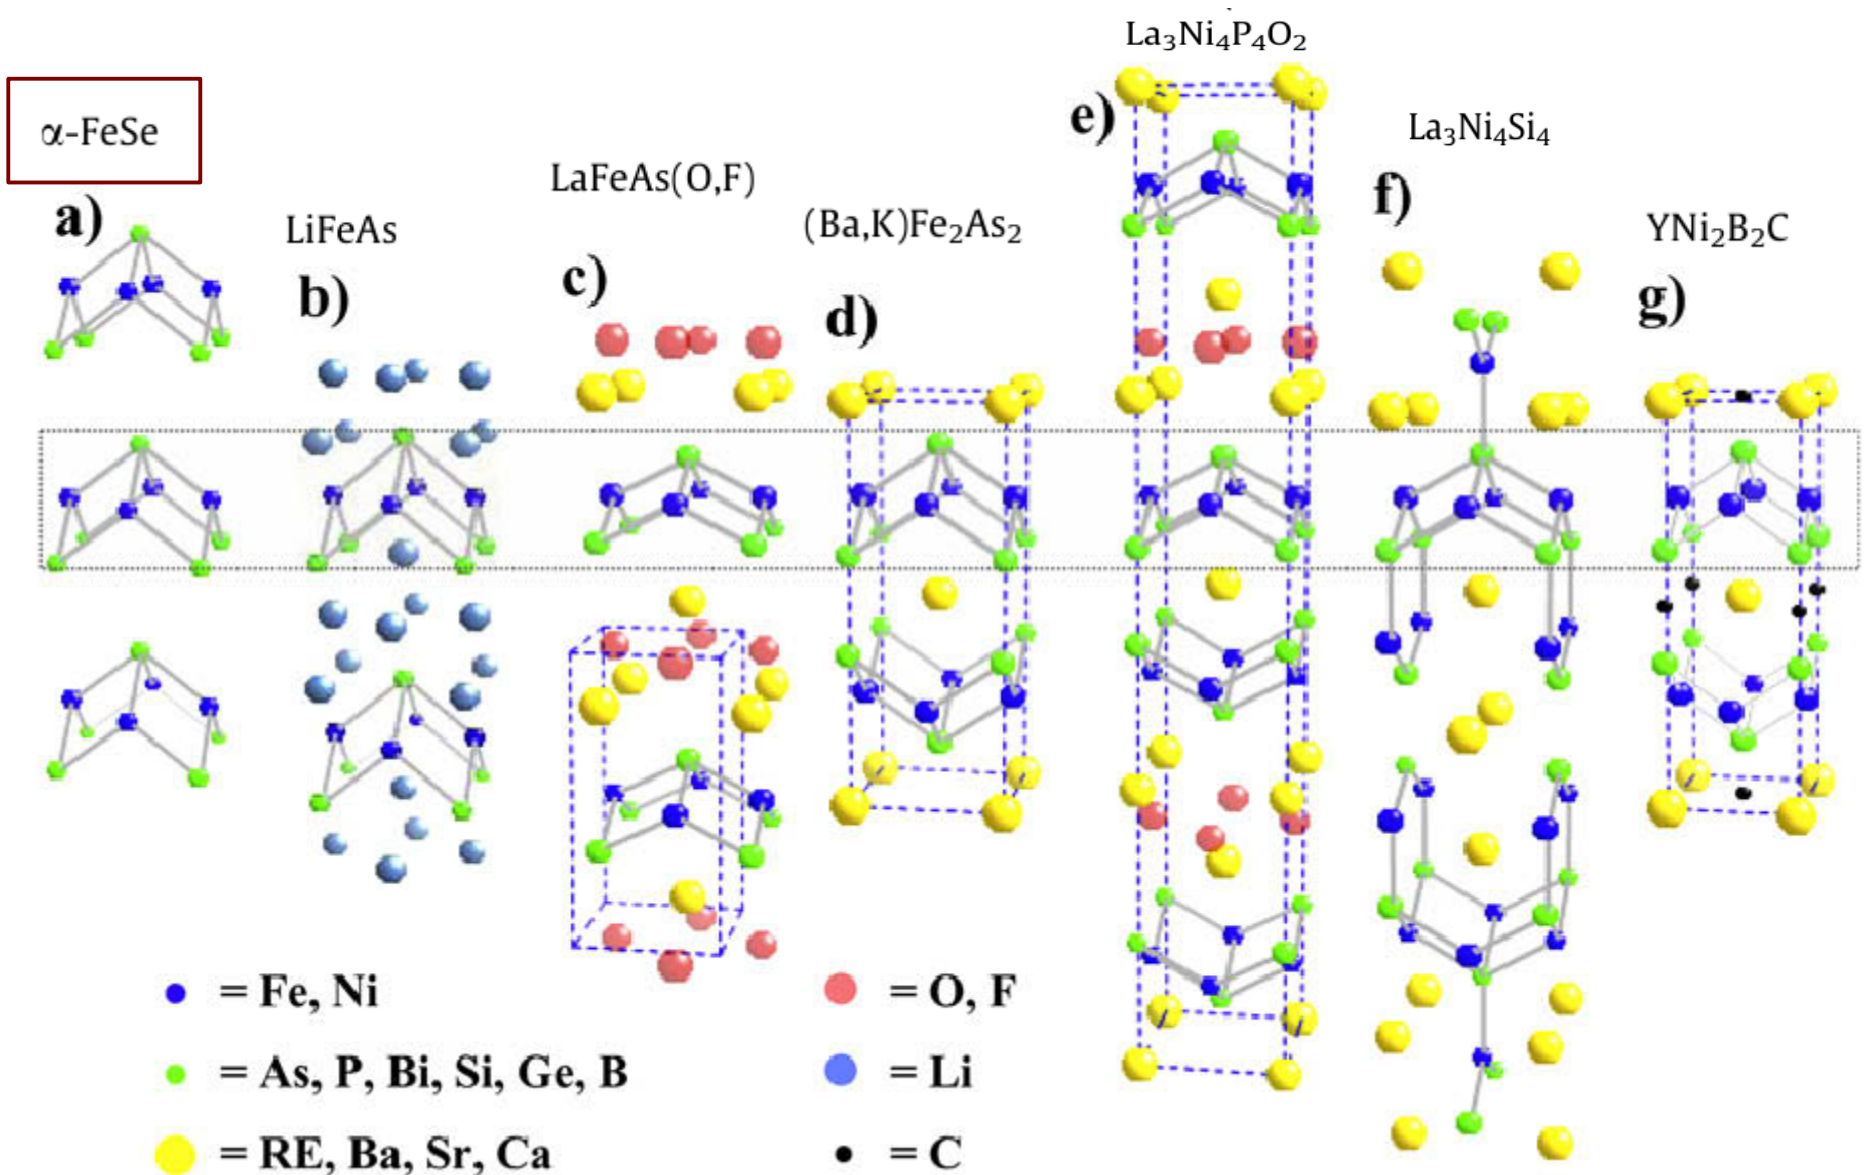 α-FeSe
a)
LiFeAs
b)
LaFeAs(O,F)
c)
(Ba,K)Fe₂As₂
d)
La₃Ni₄P₄O₂
e)
La₃Ni₄Si₄
f)
YNi₂B₂C
g)
= Fe, Ni
= As, P, Bi, Si, Ge, B
= RE, Ba, Sr, Ca
= O, F
= Li
= C